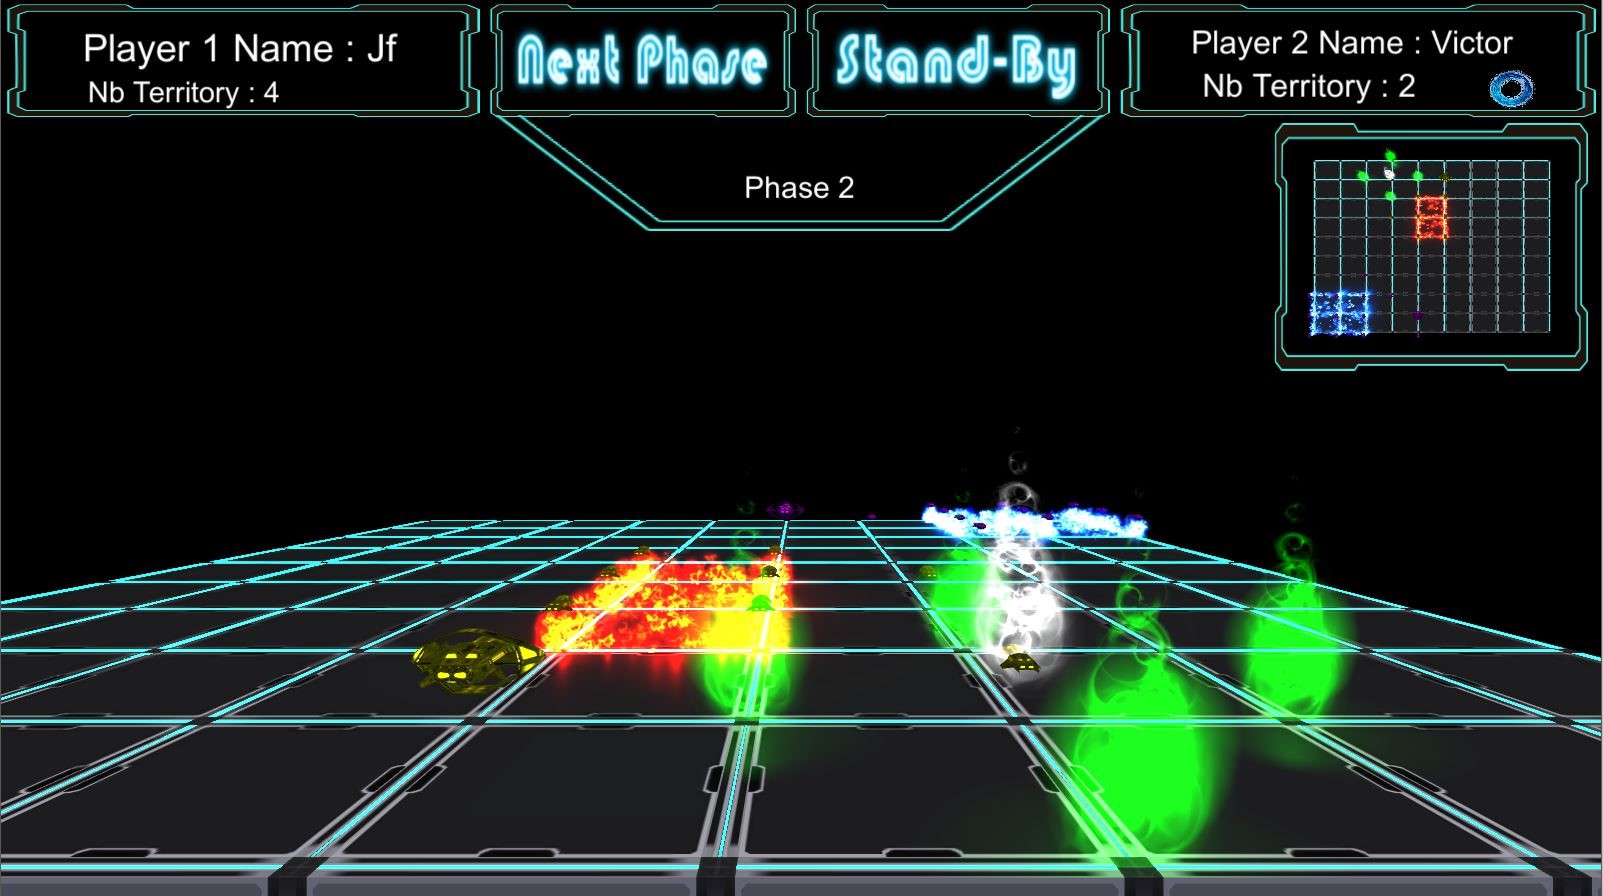 Player 1 Name : Jf
Nb Territory : 4
Next Phase
Stand-By
Player 2 Name : Victor
Nb Territory : 2
Phase 2